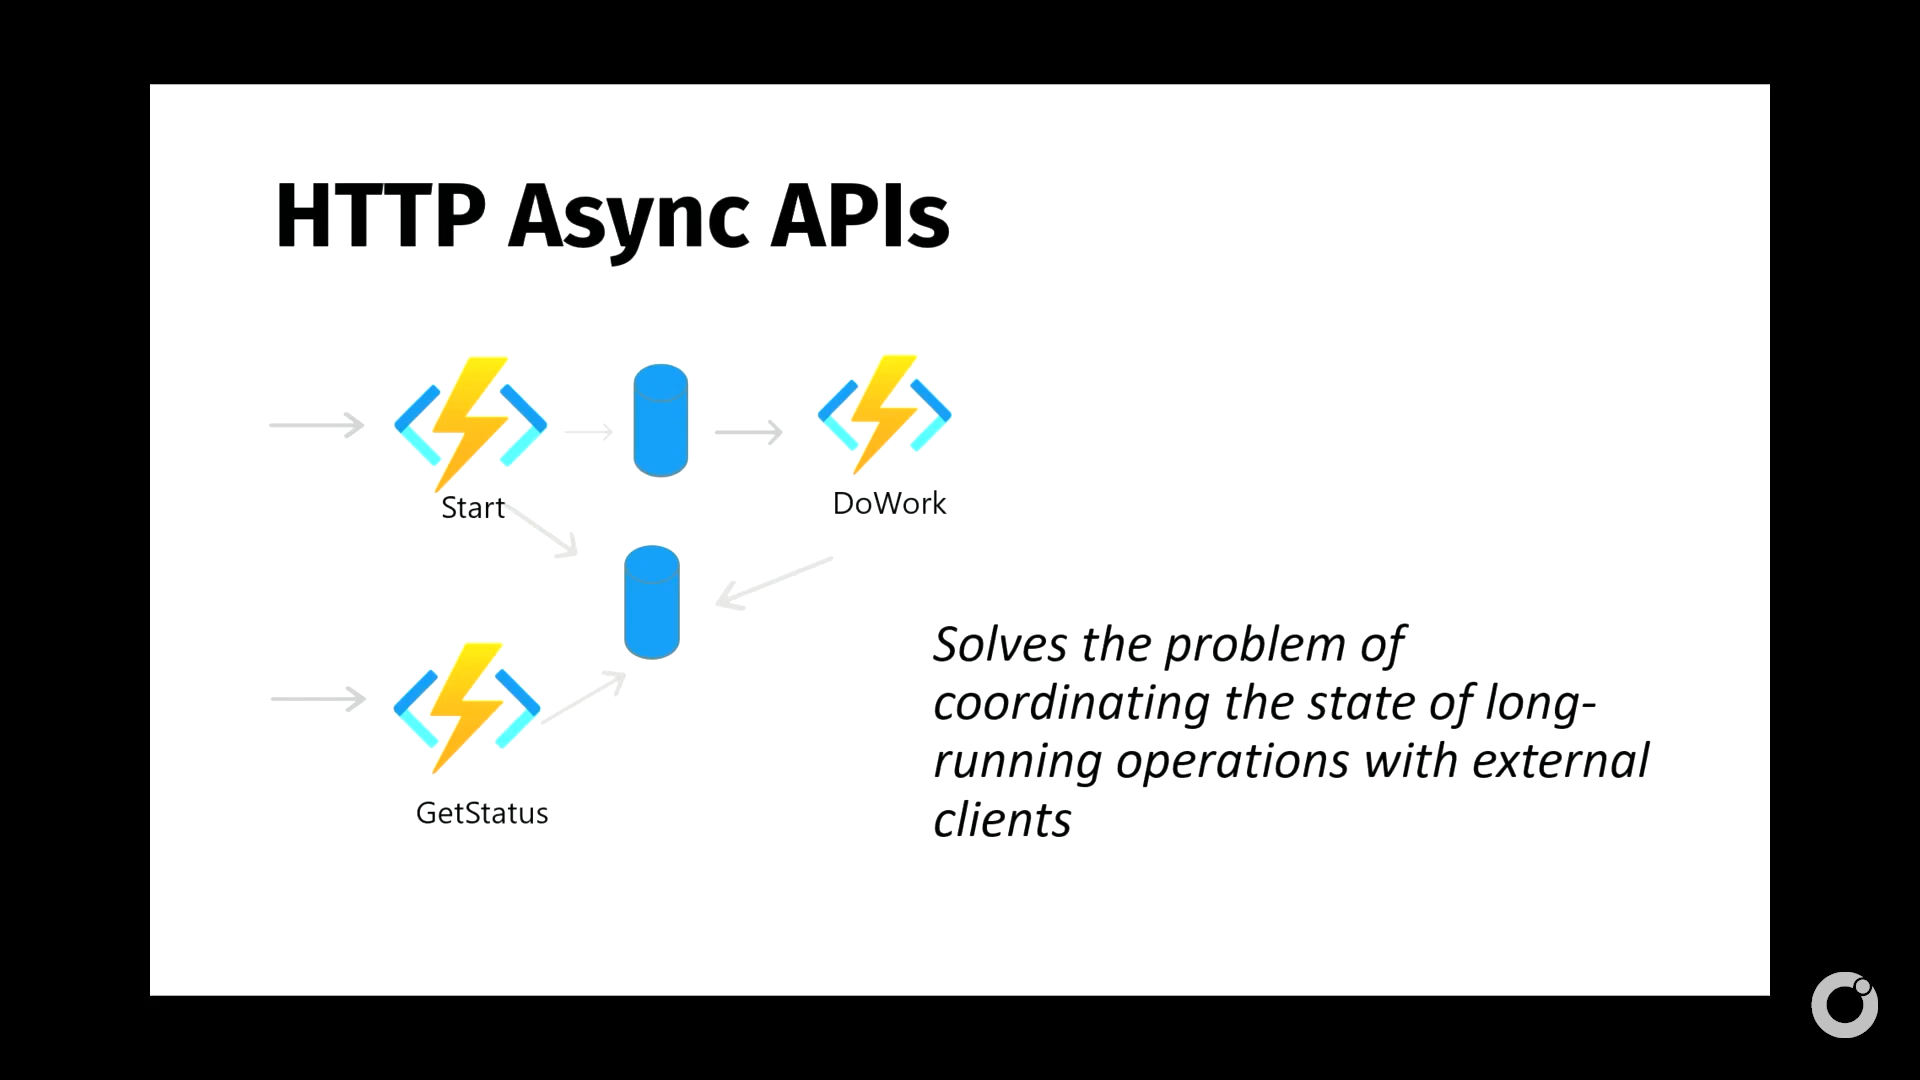 HTTP Async APIs
Start
DoWork
GetStatus
Solves the problem of
coordinating the state of long-
running operations with external
clients